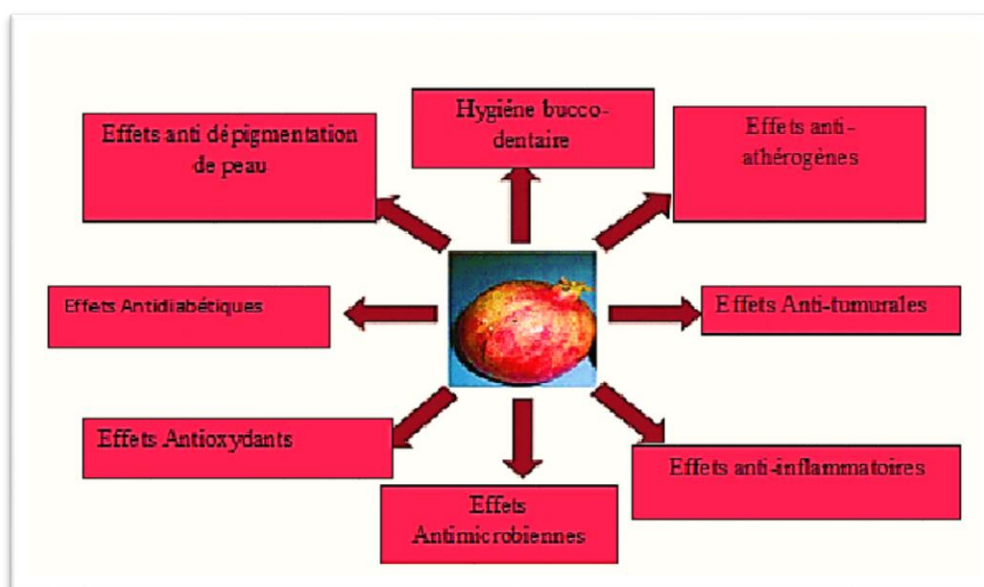 Hygiéne bucco-
dentaire
Effets anti dépigmentation
de peau
Effets anti-
athérogènes
Effets Antidiabétiques
Effets Anti-tumurales
Effets Antioxydants
Effets anti-inflammatoires
Effets
Antimicrobiennes